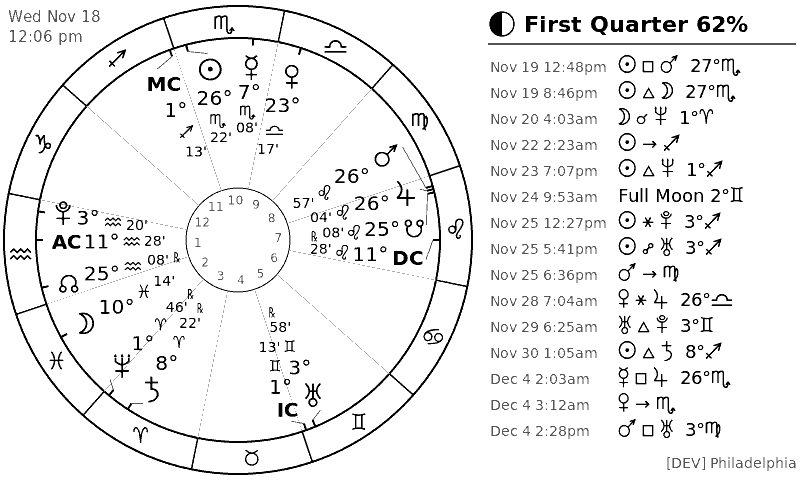 Wed Nov 18
12:06 pm
♐ ♏ ♎ ♍ ♌ ♋ ♊ ♉ ♈ ♓ ♒ ♑
MC 1° ♐ 13'
☉ 26° ♏ 22'
☿ 7° ♏ 08'
♀ 23° ♎ 17'
♂ 26° ♌ 57'
♃ 26° ♌ 04'
☋ 25° ♌ 08' ℞
DC 11° ♌ 28'
♅ 3° ♊ 58' ℞
IC 1° ♊ 13'
♄ 8° ♈ 22' ℞
♆ 1° ♈ 46' ℞
☽ 10° ♓ 14'
☊ 25° ♒ 08' ℞
AC 11° ♒ 28'
♇ 3° ♒ 20'
1 2 3 4 5 6 7 8 9 10 11 12
First Quarter 62%
Nov 19 12:48pm ☉ □ ♂ 27°♏
Nov 19 8:46pm ☉ △ ☽ 27°♏
Nov 20 4:03am ☽ ☌ ♆ 1°♈
Nov 22 2:23am ☉ → ♐
Nov 23 7:07pm ☉ △ ♆ 1°♐
Nov 24 9:53am Full Moon 2°♊
Nov 25 12:27pm ☉ ⚹ ♇ 3°♐
Nov 25 5:41pm ☉ ☍ ♅ 3°♐
Nov 25 6:36pm ♂ → ♍
Nov 28 7:04am ♀ ⚹ ♃ 26°♎
Nov 29 6:25am ♅ △ ♇ 3°♊
Nov 30 1:05am ☉ △ ♄ 8°♐
Dec 4 2:03am ☿ □ ♃ 26°♏
Dec 4 3:12am ♀ → ♏
Dec 4 2:28pm ♂ □ ♅ 3°♍
[DEV] Philadelphia